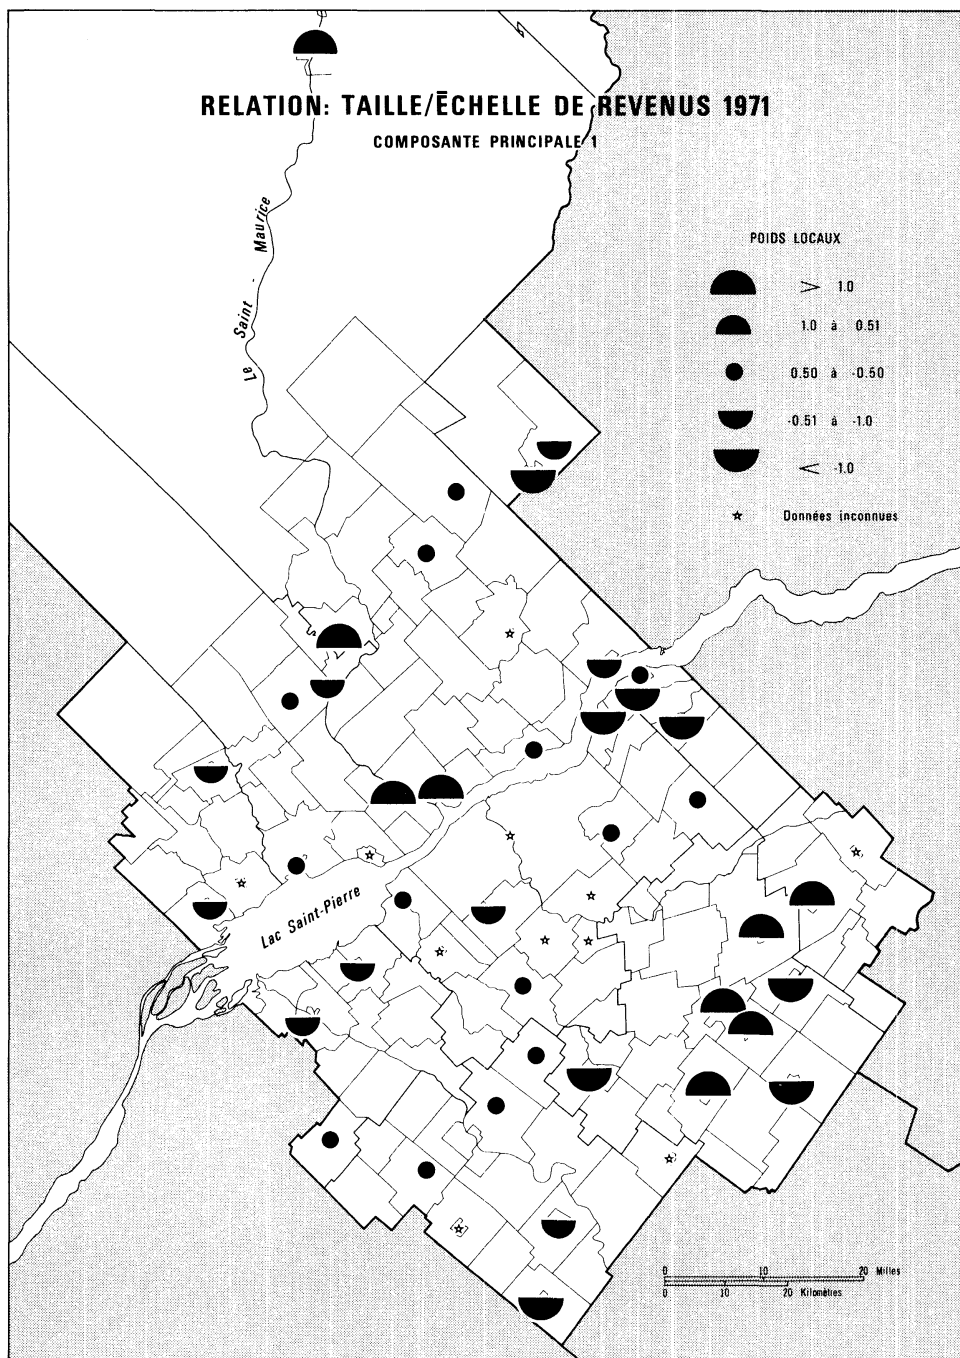 RELATION: TAILLE/ĒCHELLE DE REVENUS 1971
COMPOSANTE PRINCIPALE 1
Le Saint - Maurice
POIDS LOCAUX
> 1.0
1.0 à 0.51
0.50 à -0.50
-0.51 à -1.0
< -1.0
☆ Données inconnues
Lac Saint-Pierre
0 10 20 Milles
0 10 20 Kilomètres